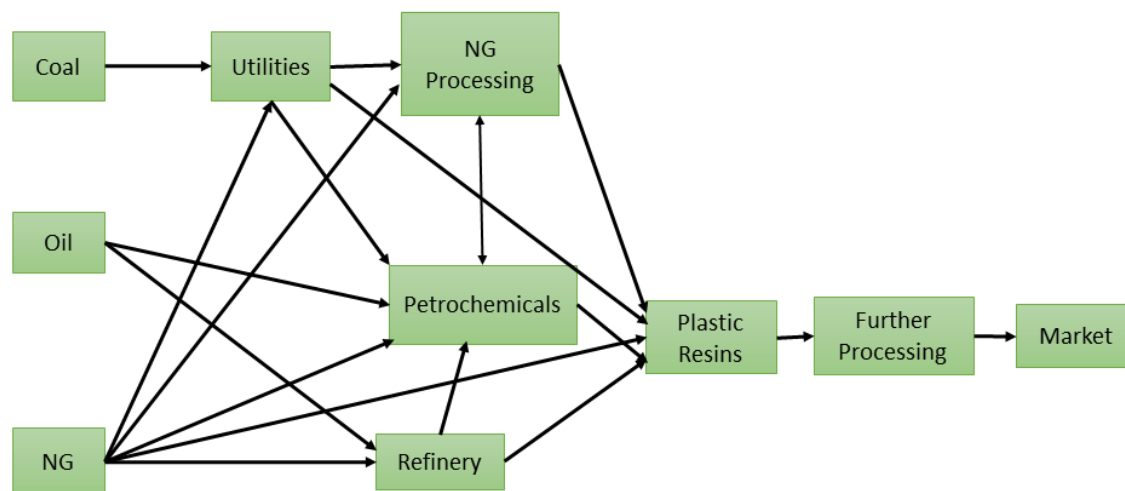 Coal
Utilities
NG
Processing
Oil
Petrochemicals
Plastic
Resins
Further
Processing
Market
NG
Refinery